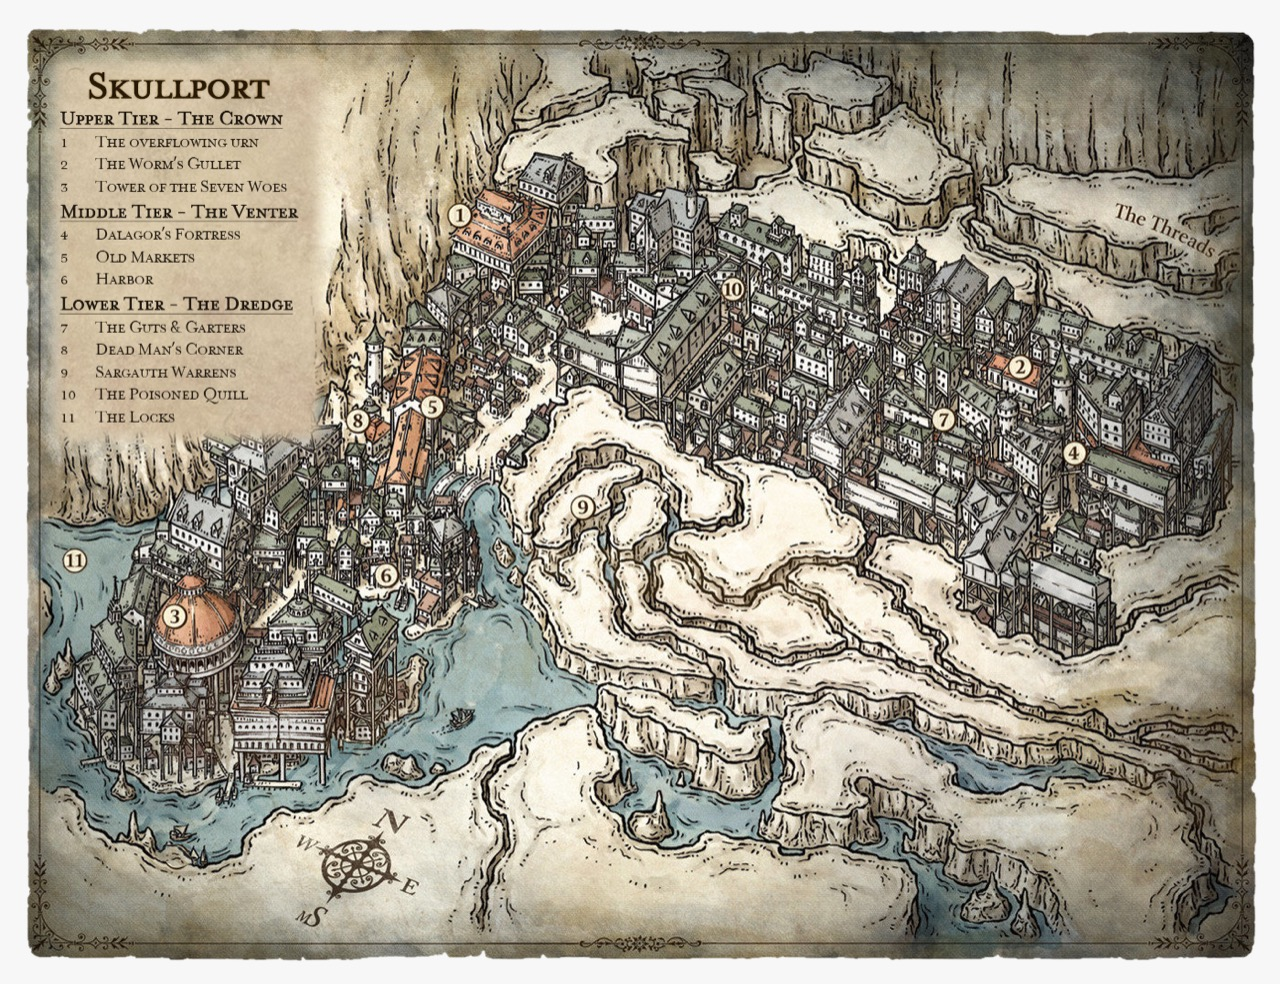 SKULLPORT
UPPER TIER - THE CROWN
1 THE OVERFLOWING URN
2 THE WORM'S GULLET
3 TOWER OF THE SEVEN WOES
MIDDLE TIER - THE VENTER
4 DALAGOR'S FORTRESS
5 OLD MARKETS
6 HARBOR
LOWER TIER - THE DREDGE
7 THE GUTS & GARTERS
8 DEAD MAN'S CORNER
9 SARGAUTH WARRENS
10 THE POISONED QUILL
11 THE LOCKS
The Threads
1
10
2
5
8
7
4
9
11
6
3
N
W
E
S